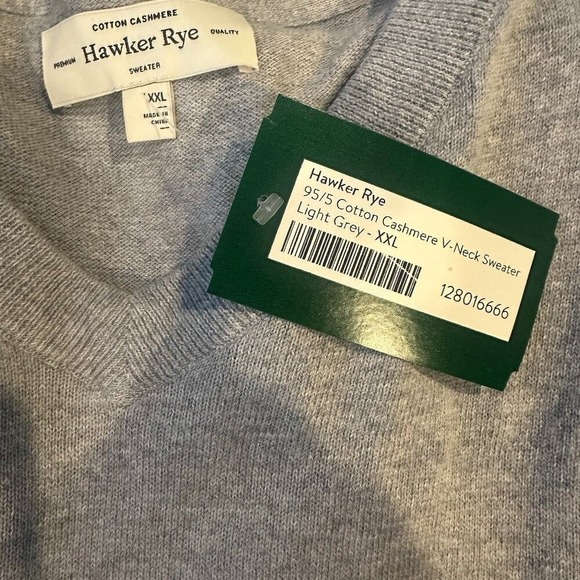 COTTON CASHMERE
PREMIUM Hawker Rye QUALITY
SWEATER
XXL
MADE IN
CHINA
Hawker Rye
95/5 Cotton Cashmere V-Neck Sweater
Light Grey - XXL
128016666